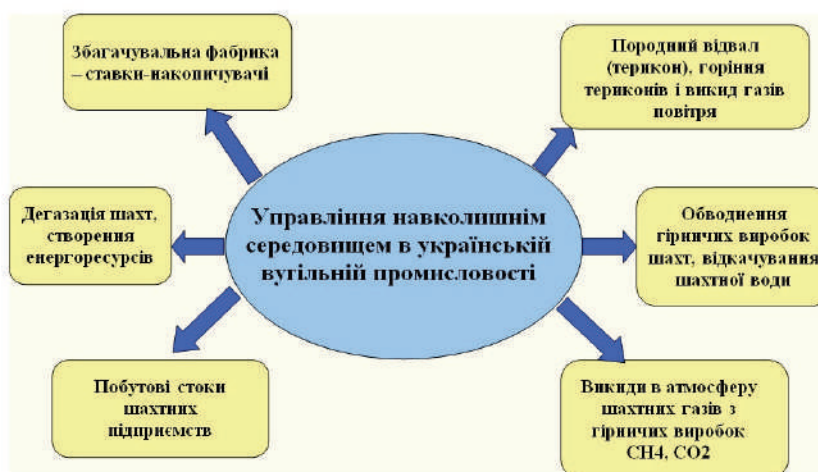 Збагачувальна фабрика
– ставки-накопичувачі
Породний відвал
(терикон), горіння
териконів і викид газів
повітря
Управління навколишнім
середовищем в українській
вугільній промисловості
Дегазація шахт,
створення
енергоресурсів
Обводнення
гірничих виробок
шахт, відкачування
шахтної води
Побутові стоки
шахтних
підприємств
Викиди в атмосферу
шахтних газів з
гірничих виробок
CH4, CO2